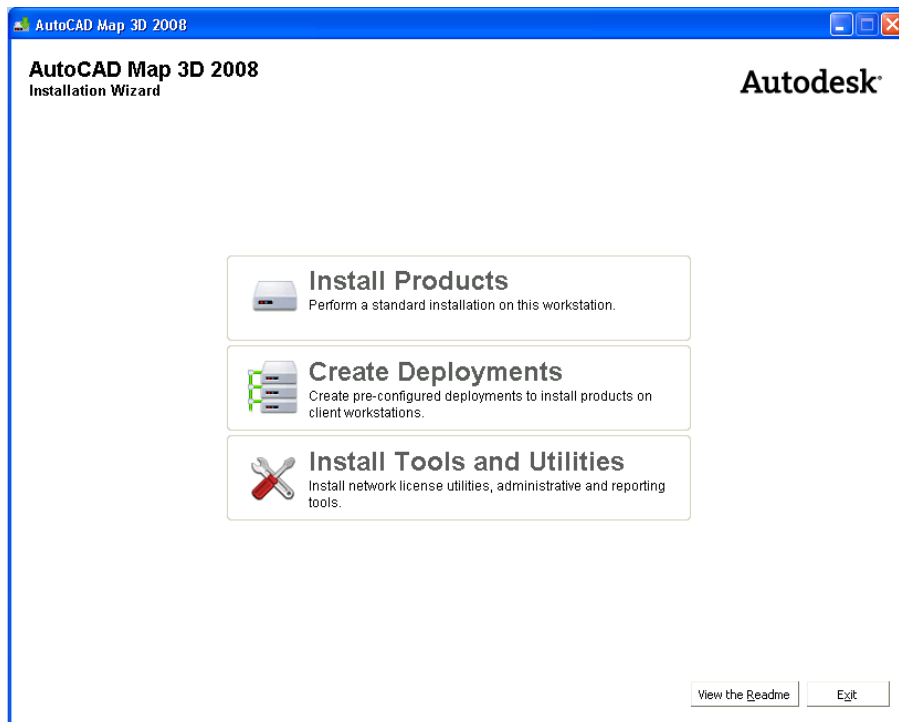 AutoCAD Map 3D 2008
AutoCAD Map 3D 2008
Installation Wizard
Autodesk
Install Products
Perform a standard installation on this workstation.
Create Deployments
Create pre-configured deployments to install products on
client workstations.
Install Tools and Utilities
Install network license utilities, administrative and reporting
tools.
View the Readme
Exit